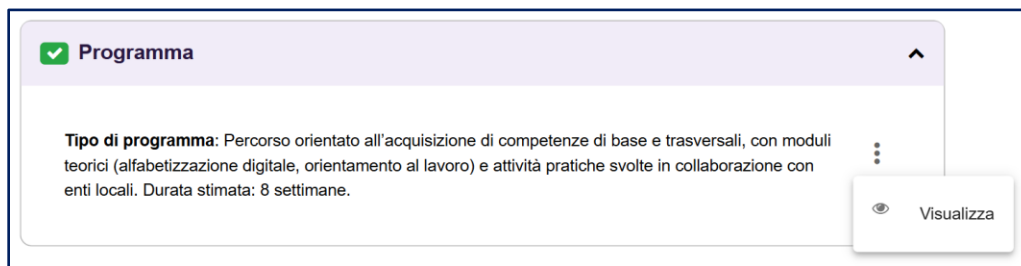 Programma
Tipo di programma: Percorso orientato all'acquisizione di competenze di base e trasversali, con moduli
teorici (alfabetizzazione digitale, orientamento al lavoro) e attività pratiche svolte in collaborazione con
enti locali. Durata stimata: 8 settimane.
Visualizza